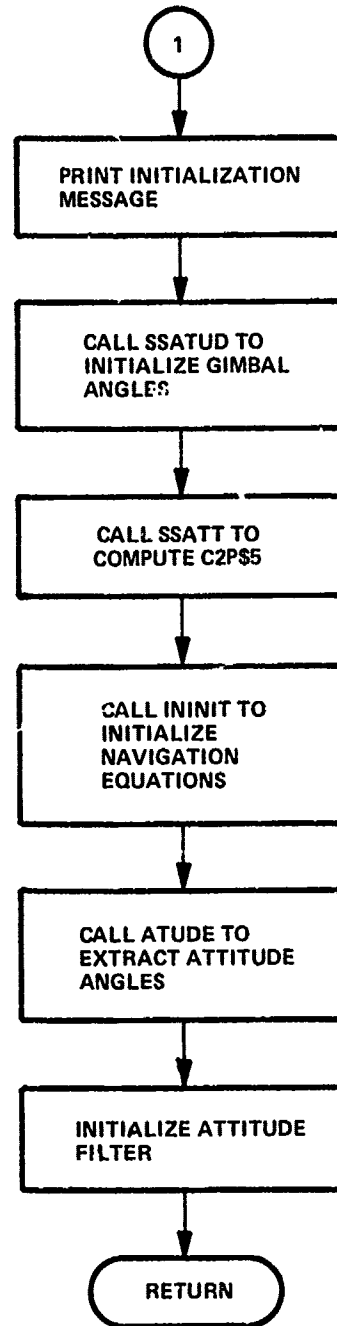 1
PRINT INITIALIZATION
MESSAGE
CALL SSATUD TO
INITIALIZE GIMBAL
ANGLES
CALL SSATT TO
COMPUTE C2P$5
CALL ININIT TO
INITIALIZE
NAVIGATION
EQUATIONS
CALL ATUDE TO
EXTRACT ATTITUDE
ANGLES
INITIALIZE ATTITUDE
FILTER
RETURN